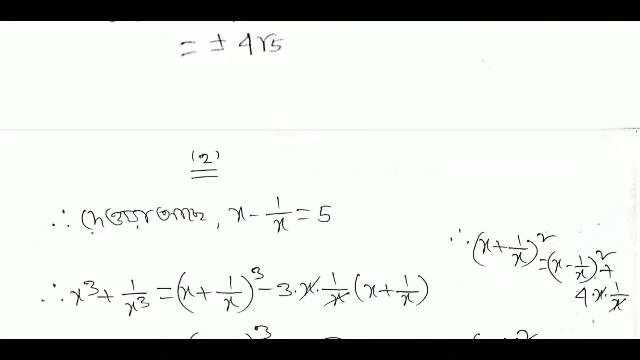 = ± 4√5
(2)
∴ দেওয়া আছে, x - 1/x = 5
∴ (x + 1/x)² = (x - 1/x)² + 4·x·1/x
∴ x³ + 1/x³ = (x + 1/x)³ - 3·x·1/x (x + 1/x)